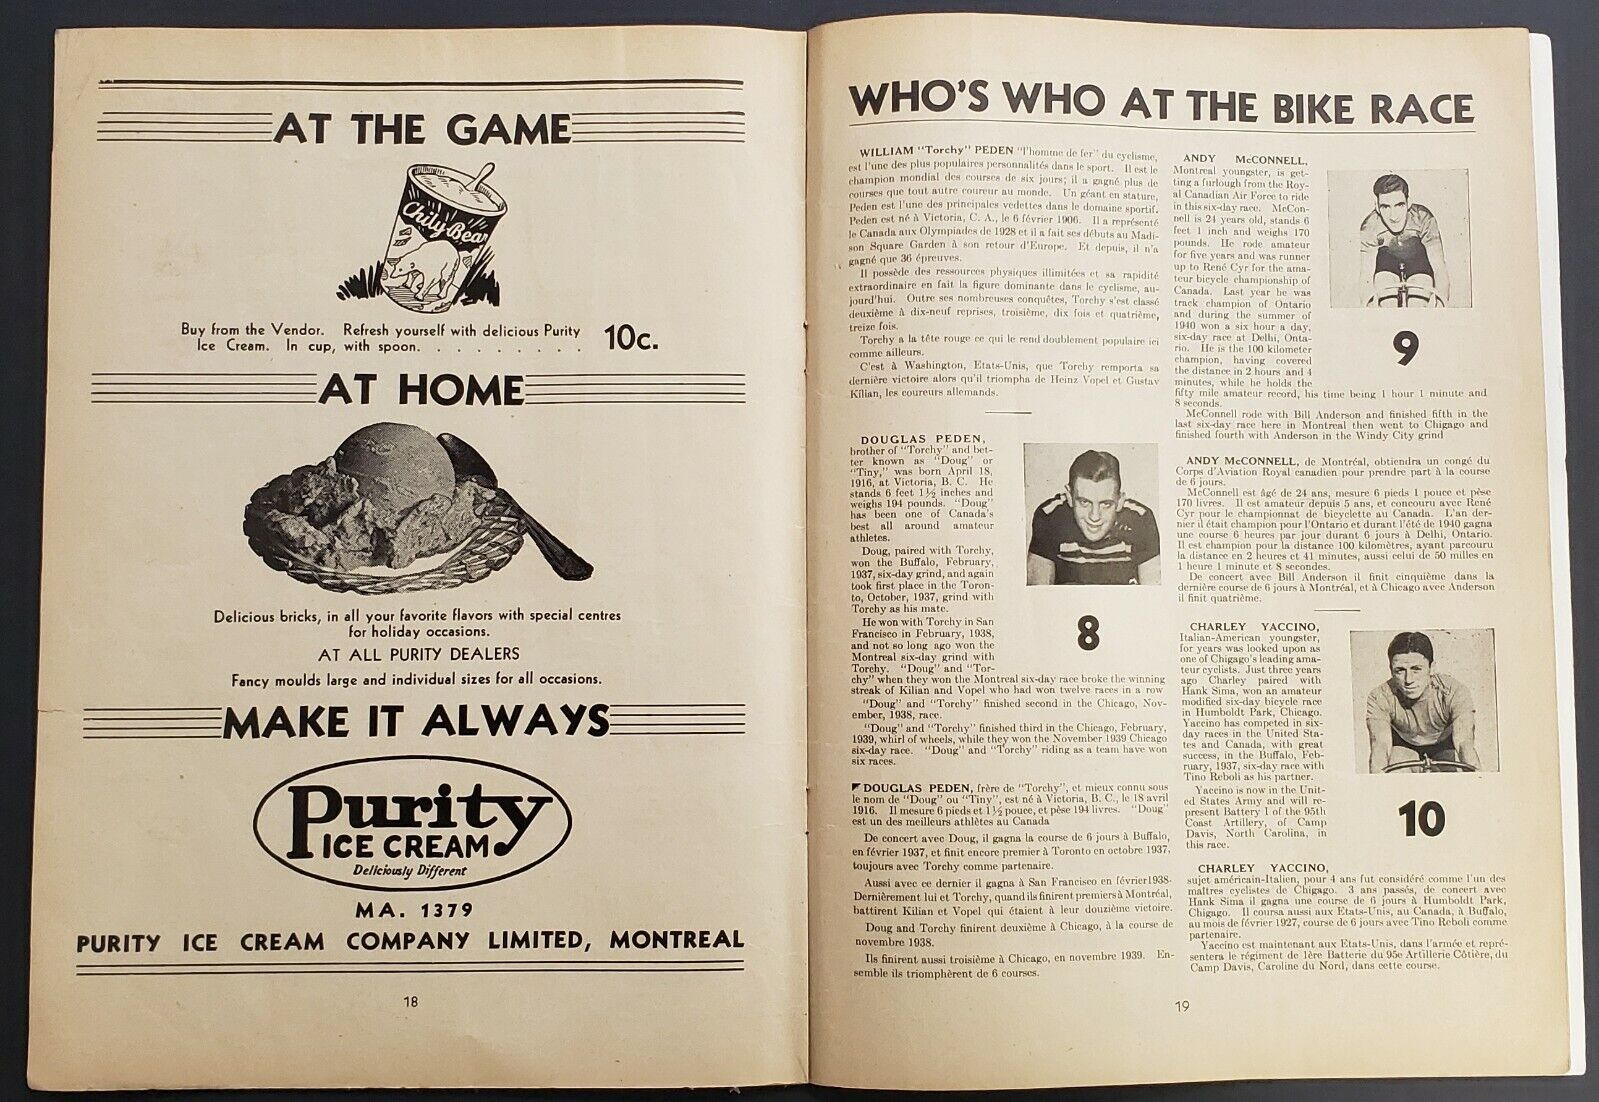 AT THE GAME
Chily Bear
Buy from the Vendor. Refresh yourself with delicious Purity
Ice Cream. In cup, with spoon. . . . . . . . . 10c.
AT HOME
Delicious bricks, in all your favorite flavors with special centres
for holiday occasions.
AT ALL PURITY DEALERS
Fancy moulds large and individual sizes for all occasions.
MAKE IT ALWAYS
Purity
ICE CREAM
Deliciously Different
MA. 1379
PURITY ICE CREAM COMPANY LIMITED, MONTREAL
18
WHO'S WHO AT THE BIKE RACE
WILLIAM "Torchy" PEDEN "l'homme de fer" du cyclisme,
est l'une des plus populaires personnalités dans le sport. Il est le
champion mondial des courses de six jours; il a gagné plus de
courses que tout autre coureur au monde. Un géant en stature,
Peden est l'une des principales vedettes dans le domaine sportif.
Peden est né à Victoria, C. A., le 6 février 1906. Il a représenté
le Canada aux Olympiades de 1928 et il a fait ses débuts au Madi-
son Square Garden à son retour d'Europe. Et depuis, il n'a
gagné que 36 épreuves.
Il possède des ressources physiques illimitées et sa rapidité
extraordinaire en fait la figure dominante dans le cyclisme, au-
jourd'hui. Outre ses nombreuses conquêtes, Torchy s'est classé
deuxième à dix-neuf reprises, troisième, dix fois et quatrième,
treize fois.
Torchy a la tête rouge ce qui le rend doublement populaire ici
comme ailleurs.
C'est à Washington, Etats-Unis, que Torchy remporta sa
dernière victoire alors qu'il triompha de Heinz Vopel et Gustav
Kilian, les coureurs allemands.
DOUGLAS PEDEN,
brother of "Torchy" and bet-
ter known as "Doug" or
"Tiny," was born April 18,
1916, at Victoria, B. C. He
stands 6 feet 1½ inches and
weighs 194 pounds. "Doug"
has been one of Canada's
best all around amateur
athletes.
Doug, paired with Torchy,
won the Buffalo, February,
1937, six-day grind, and again
took first place in the Toron-
to, October, 1937, grind with
Torchy as his mate.
He won with Torchy in San
Francisco in February, 1938,
and not so long ago won the
Montreal six-day grind with
Torchy. "Doug" and "Tor-
chy" when they won the Montreal six-day race broke the winning
streak of Kilian and Vopel who had won twelve races in a row
"Doug" and "Torchy" finished second in the Chicago, Nov-
ember, 1938, race.
"Doug" and "Torchy" finished third in the Chicago, February,
1939, whirl of wheels, while they won the November 1939 Chicago
six-day race. "Doug" and "Torchy" riding as a team have won
six races.
8
DOUGLAS PEDEN, frère de "Torchy", et mieux connu sous
le nom de "Doug" ou "Tiny", est né à Victoria, B. C., le 18 avril
1916. Il mesure 6 pieds et 1½ pouce, et pèse 194 livres. "Doug"
est un des meilleurs athlètes au Canada
De concert avec Doug, il gagna la course de 6 jours à Buffalo,
en février 1937, et finit encore premier à Toronto en octobre 1937,
toujours avec Torchy comme partenaire.
Aussi avec ce dernier il gagna à San Francisco en février1938-
Dernièrement lui et Torchy, quand ils finirent premiers à Montréal,
battirent Kilian et Vopel qui étaient à leur douzième victoire.
Doug and Torchy finirent deuxième à Chicago, à la course de
novembre 1938.
Ils finirent aussi troisième à Chicago, en novembre 1939. En-
semble ils triomphèrent de 6 courses.
ANDY McCONNELL,
Montreal youngster, is get-
ting a furlough from the Roy-
al Canadian Air Force to ride
in this six-day race. McCon-
nell is 24 years old, stands 6
feet 1 inch and weighs 170
pounds. He rode amateur
for five years and was runner
up to René Cyr for the ama-
teur bicycle championship of
Canada. Last year he was
track champion of Ontario
and during the summer of
1940 won a six hour a day,
six-day race at Delhi, Onta-
rio. He is the 100 kilometer
champion, having covered
the distance in 2 hours and 4
minutes, while he holds the
fifty mile amateur record, his time being 1 hour 1 minute and
8 seconds.
McConnell rode with Bill Anderson and finished fifth in the
last six-day race here in Montreal then went to Chigago and
finished fourth with Anderson in the Windy City grind
9
ANDY McCONNELL, de Montréal, obtiendra un congé du
Corps d'Aviation Royal canadien pour prendre part à la course
de 6 jours.
McConnell est âgé de 24 ans, mesure 6 pieds 1 pouce et pèse
170 livres. Il est amateur depuis 5 ans, et concouru avec René
Cyr pour le championnat de bicyclette au Canada. L'an der-
nier il était champion pour l'Ontario et durant l'été de 1940 gagna
une course 6 heures par jour durant 6 jours à Delhi, Ontario.
Il est champion pour la distance 100 kilomètres, ayant parcouru
la distance en 2 heures et 41 minutes, aussi celui de 50 milles en
1 heure 1 minute et 8 secondes.
De concert avec Bill Anderson il finit cinquième dans la
dernière course de 6 jours à Montréal, et à Chicago avec Anderson
il finit quatrième.
CHARLEY YACCINO,
Italian-American youngster,
for years was looked upon as
one of Chigago's leading ama-
teur cyclists. Just three years
ago Charley paired with
Hank Sima, won an amateur
modified six-day bicycle race
in Humboldt Park, Chicago.
Yaccino has competed in six-
day races in the United Sta-
tes and Canada, with great
success, in the Buffalo, Feb-
ruary, 1937, six-day race with
Tino Reboli as his partner.
Yaccino is now in the Unit-
ed States Army and will re-
present Battery I of the 95th
Coast Artillery, of Camp
Davis, North Carolina, in
this race.
10
CHARLEY YACCINO,
sujet américain-Italien, pour 4 ans fut considéré comme l'un des
maîtres cyclistes de Chigago. 3 ans passés, de concert avec
Hank Sima il gagna une course de 6 jours à Humboldt Park,
Chigago. Il coursa aussi aux Etats-Unis, au Canada, à Buffalo,
au mois de février 1927, course de 6 jours avec Tino Reboli comme
partenaire.
Yaccino est maintenant aux Etats-Unis, dans l'armée et repré-
sentera le régiment de 1ère Batterie du 95e Artillerie Côtière, du
Camp Davis, Caroline du Nord, dans cette course.
19